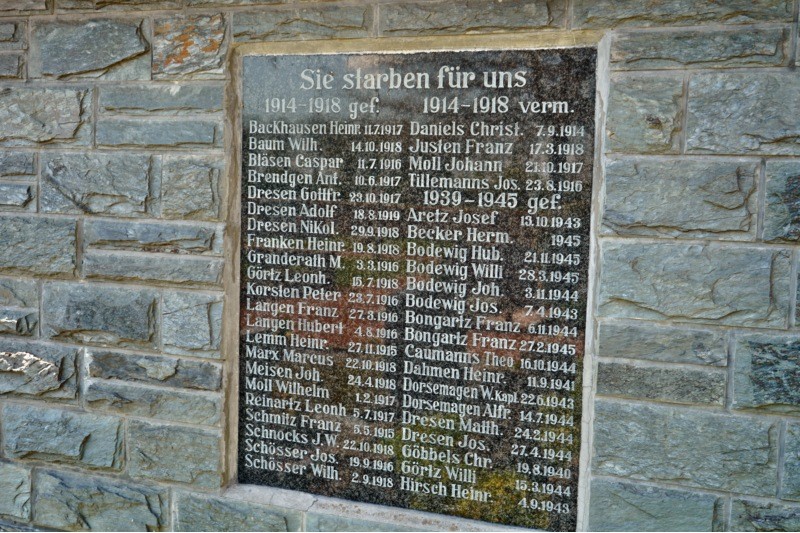 Sie starben für uns
1914-1918 gef.
Backhausen Heinr. 11.7.1917
Baum Wilh. 14.10.1918
Bläsen Caspar 11.7.1916
Brendgen Ant. 10.6.1917
Dresen Gottfr. 23.10.1917
Dresen Adolf 18.8.1919
Dresen Nikol. 29.9.1918
Franken Heinr. 19.8.1918
Granderath M. 3.3.1916
Görtz Leonh. 15.7.1918
Korsten Peter 23.7.1916
Langen Franz 27.8.1916
Langen Hubert 4.8.1916
Lemm Heinr. 27.11.1915
Marx Marcus 22.10.1918
Meisen Joh. 24.4.1918
Moll Wilhelm 1.2.1917
Reinartz Leonh. 5.7.1917
Schmitz Franz 5.5.1915
Schnocks J.W. 22.10.1918
Schösser Jos. 19.9.1916
Schösser Wilh. 2.9.1918
1914-1918 verm.
Daniels Christ. 7.9.1914
Justen Franz 17.3.1918
Moll Johann 21.10.1917
Tillemanns Jos. 23.8.1916
1939-1945 gef.
Aretz Josef 13.10.1943
Becker Herm. 1945
Bodewig Hub. 21.11.1945
Bodewig Willi 28.3.1945
Bodewig Joh. 3.11.1944
Bodewig Jos. 7.4.1943
Bongartz Franz 6.11.1944
Bongartz Franz 27.2.1945
Caumanns Theo 16.10.1944
Dahmen Heinr. 11.9.1941
Dorsemagen W. Kapl. 22.6.1943
Dorsemagen Alfr. 14.7.1944
Dresen Matth. 24.2.1944
Dresen Jos. 27.4.1944
Göbbels Chr. 19.8.1940
Görtz Willi 15.3.1944
Hirsch Heinr. 4.9.1943